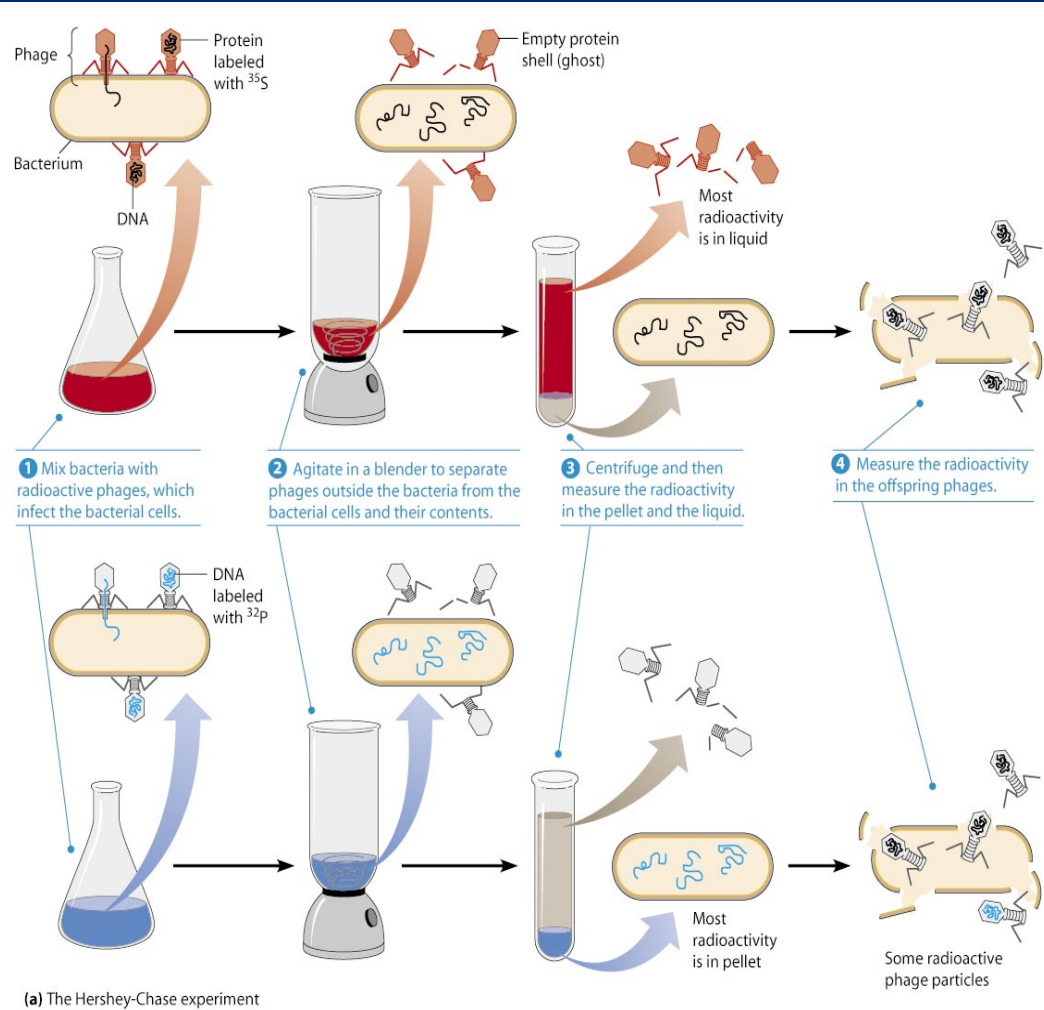 Phage
Protein
labeled
with ³⁵S
Bacterium
DNA
Empty protein
shell (ghost)
Most
radioactivity
is in liquid
1 Mix bacteria with
radioactive phages, which
infect the bacterial cells.
2 Agitate in a blender to separate
phages outside the bacteria from the
bacterial cells and their contents.
3 Centrifuge and then
measure the radioactivity
in the pellet and the liquid.
4 Measure the radioactivity
in the offspring phages.
DNA
labeled
with ³²P
Most
radioactivity
is in pellet
Some radioactive
phage particles
(a) The Hershey-Chase experiment